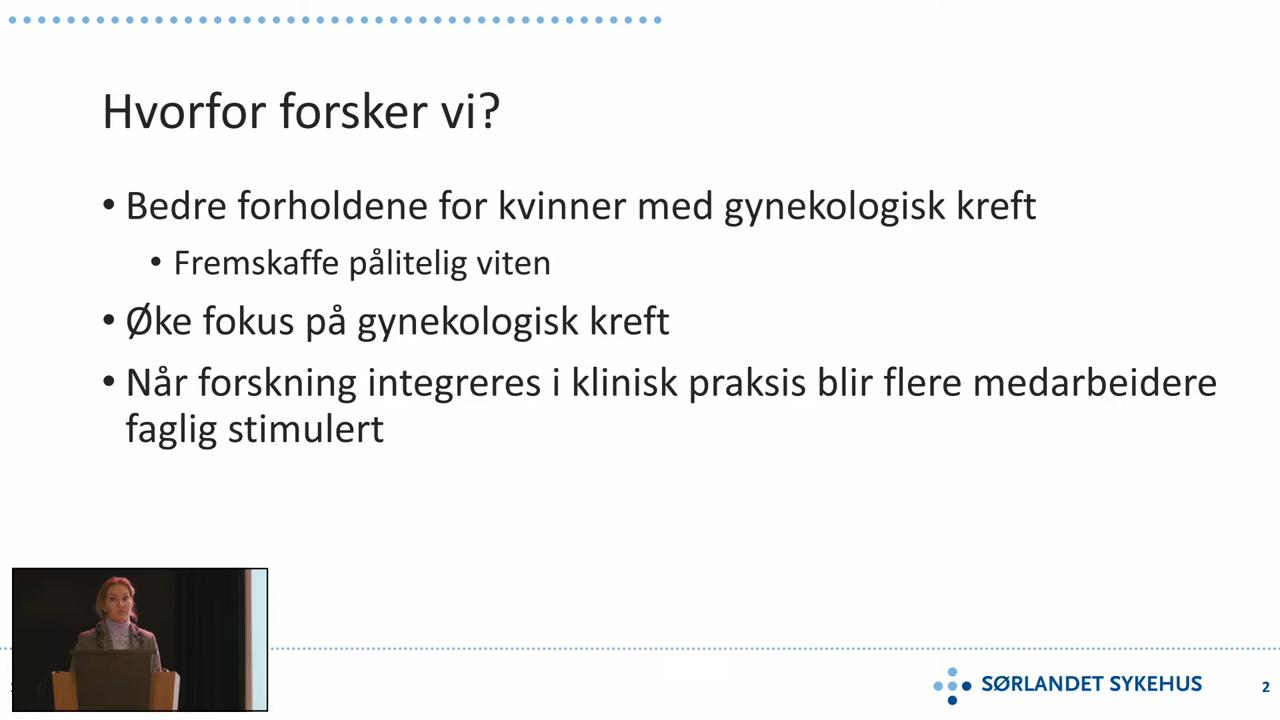 Hvorfor forsker vi?
• Bedre forholdene for kvinner med gynekologisk kreft
• Fremskaffe pålitelig viten
• Øke fokus på gynekologisk kreft
• Når forskning integreres i klinisk praksis blir flere medarbeidere
faglig stimulert
SØRLANDET SYKEHUS
2